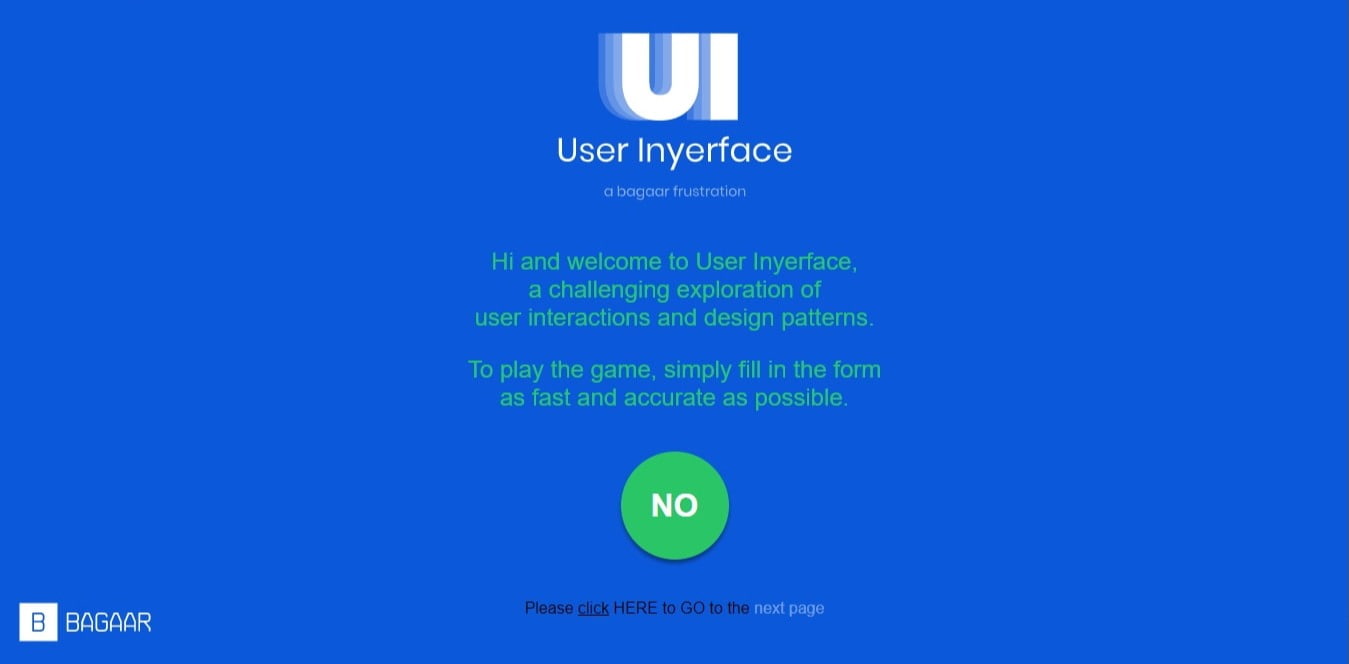 UI
User Inyerface
a bagaar frustration
Hi and welcome to User Inyerface,
a challenging exploration of
user interactions and design patterns.
To play the game, simply fill in the form
as fast and accurate as possible.
NO
Please click HERE to GO to the next page
B BAGAAR